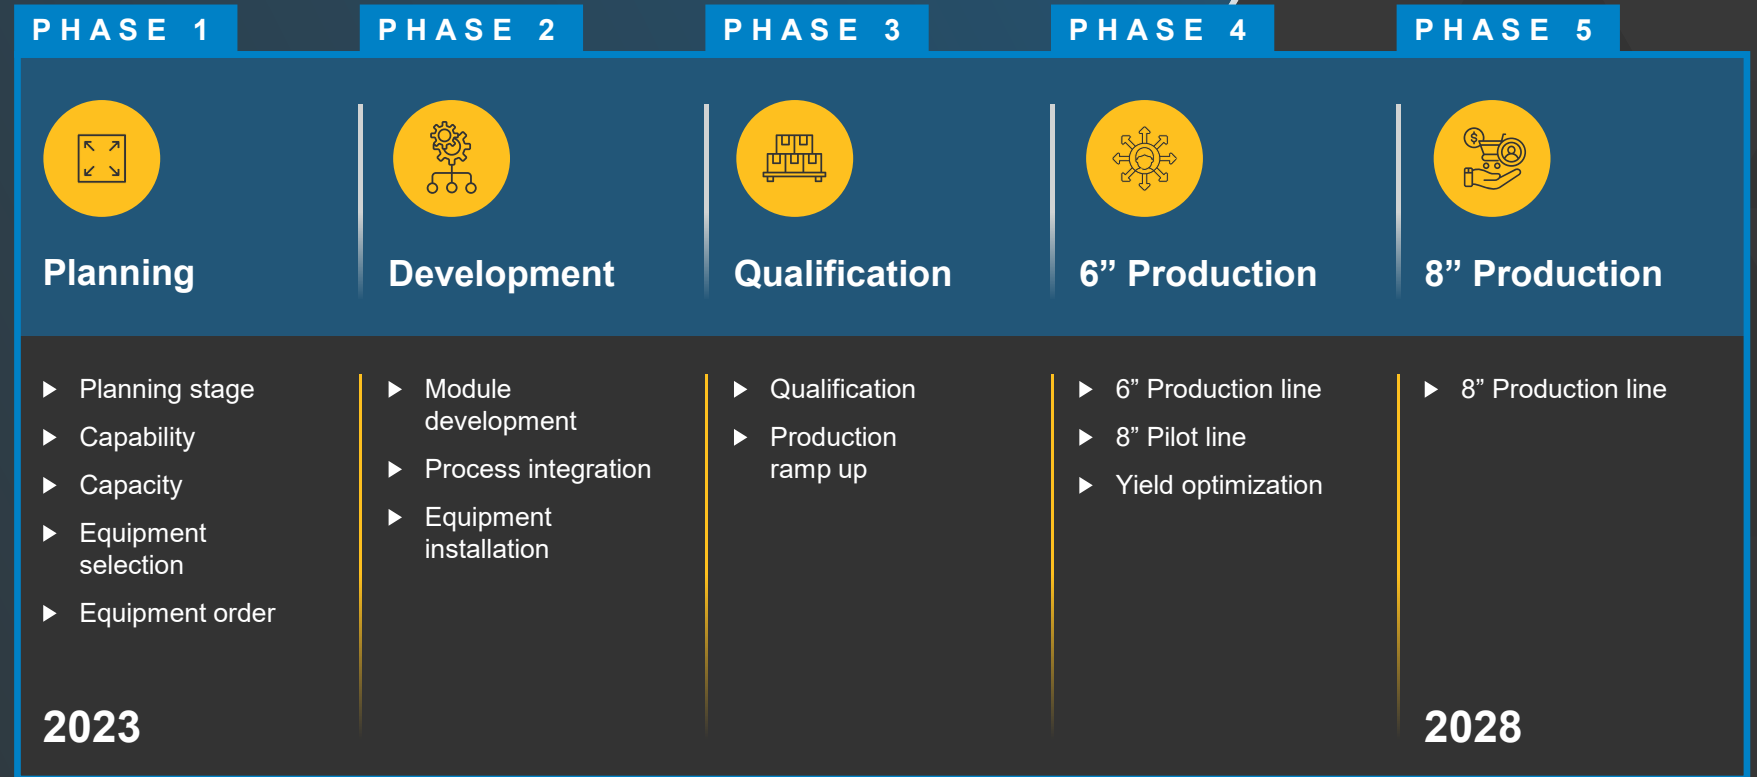 PHASE 1
PHASE 2
PHASE 3
PHASE 4
PHASE 5
Planning
Development
Qualification
6” Production
8” Production
Planning stage
Capability
Capacity
Equipment
selection
Equipment order
2023
Module
development
Process integration
Equipment
installation
Qualification
Production
ramp up
6” Production line
8” Pilot line
Yield optimization
8” Production line
2028